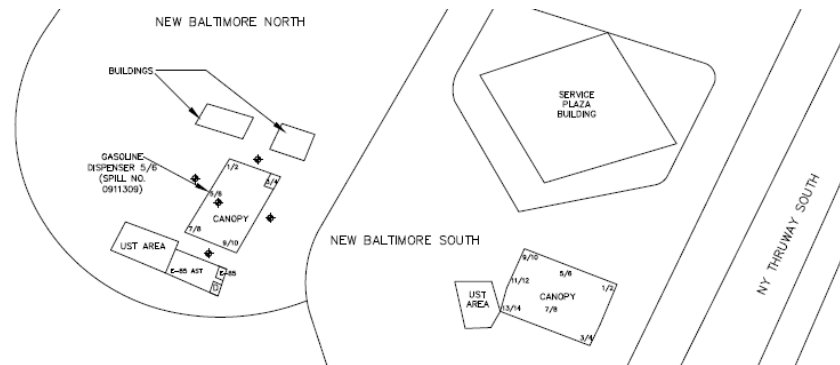 NEW BALTIMORE NORTH
BUILDINGS
GASOLINE
DISPENSER 5/6
(SPILL NO.
0911309)
1/2
3/4
5/6
CANOPY
7/8
9/10
UST AREA
E-85 AST
E-85
SERVICE
PLAZA
BUILDING
NEW BALTIMORE SOUTH
9/10
5/6
1/2
11/12
CANOPY
UST
AREA
13/14
7/8
3/4
NY THRUWAY SOUTH